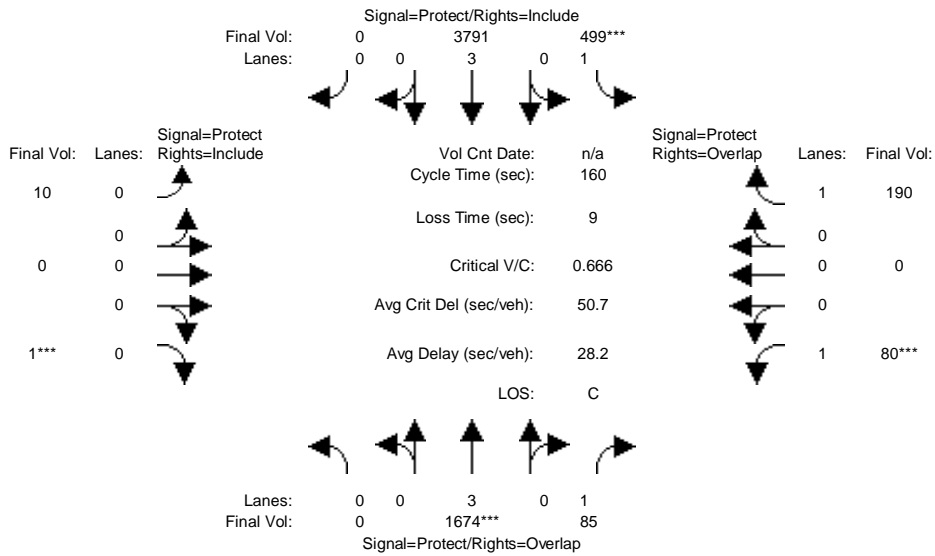 Signal=Protect/Rights=Include
Final Vol: 0 3791 499***
Lanes: 0 0 3 0 1
Signal=Protect
Final Vol: Lanes: Rights=Include
Vol Cnt Date: n/a
Signal=Protect
Rights=Overlap Lanes: Final Vol:
Cycle Time (sec): 160
10 0
1 190
Loss Time (sec): 9
0
0
0 0
Critical V/C: 0.666
0 0
0
Avg Crit Del (sec/veh): 50.7
0
1*** 0
Avg Delay (sec/veh): 28.2
1 80***
LOS: C
Lanes: 0 0 3 0 1
Final Vol: 0 1674*** 85
Signal=Protect/Rights=Overlap